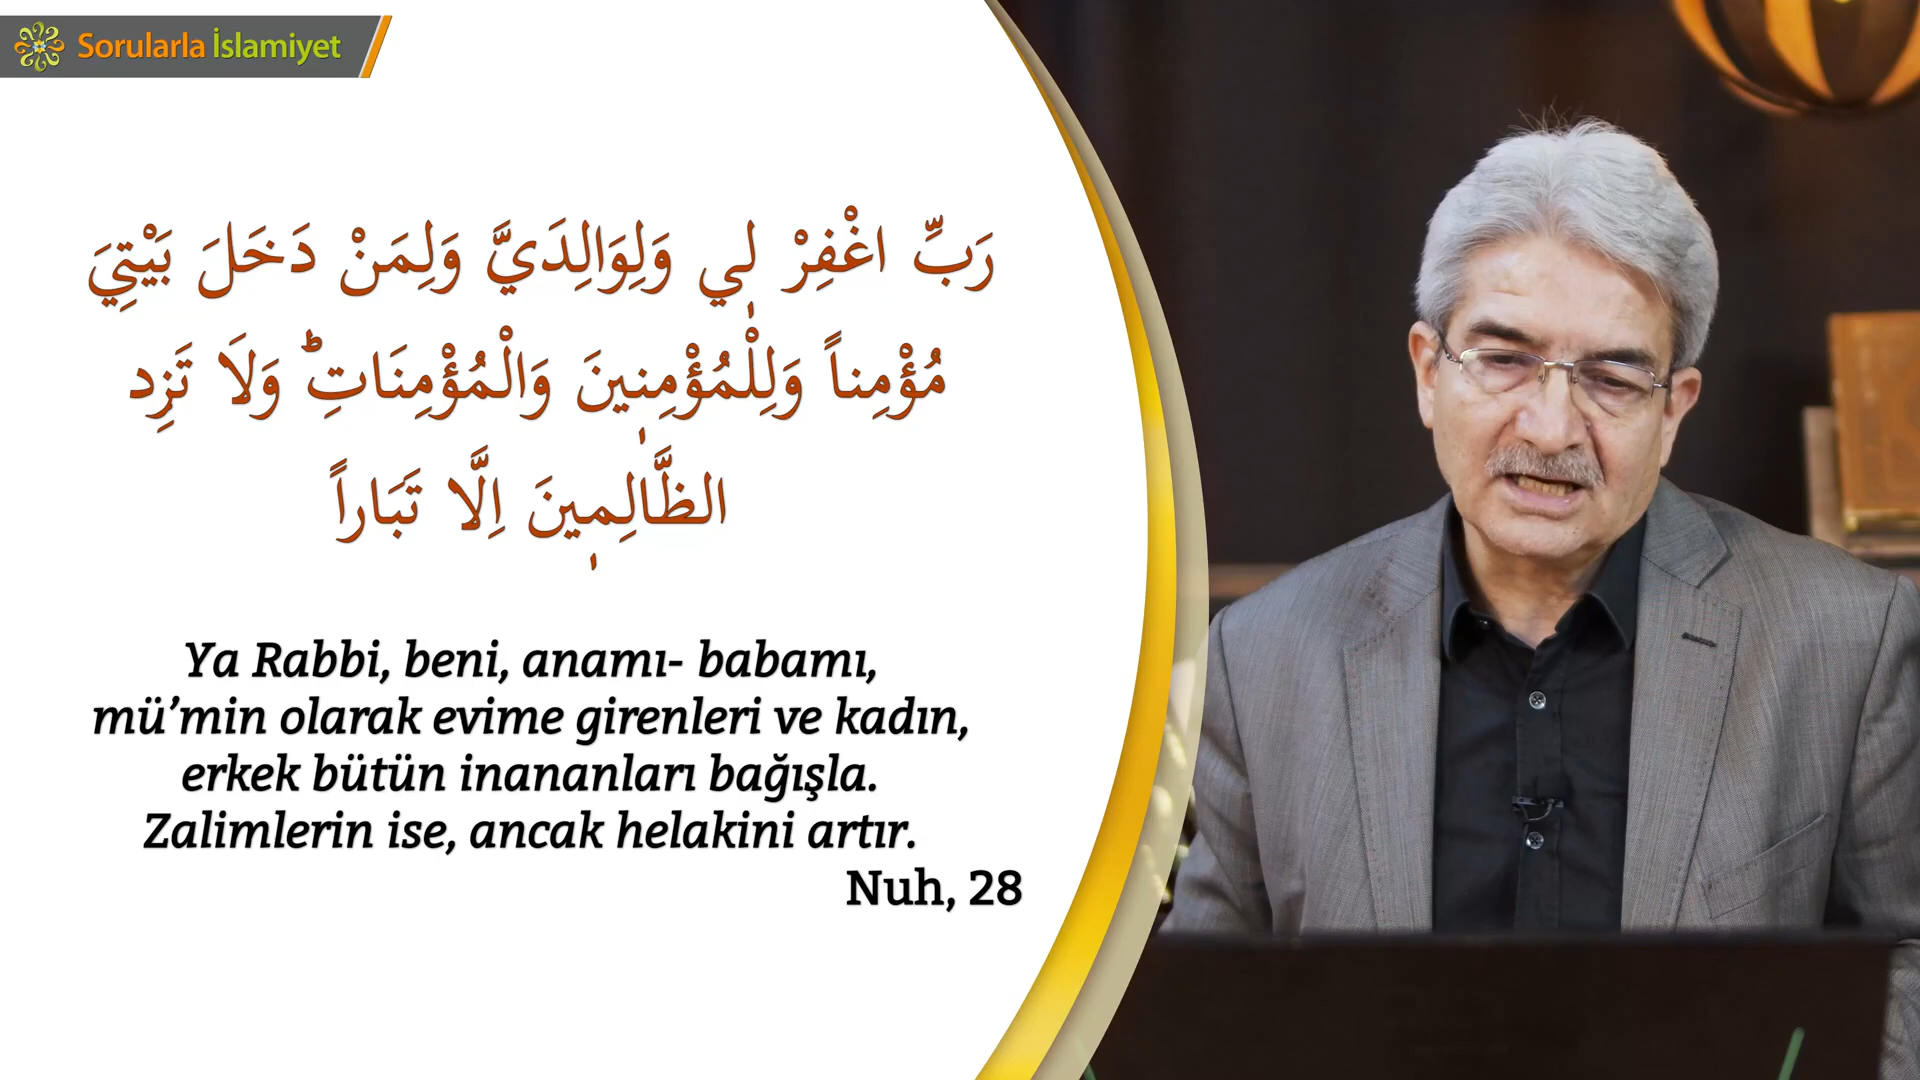 Sorularla İslamiyet
رَبِّ اغْفِرْ لٖي وَلِوَالِدَيَّ وَلِمَنْ دَخَلَ بَيْتِيَ
مُؤْمِناً وَلِلْمُؤْمِنٖينَ وَالْمُؤْمِنَاتِؕ وَلَا تَزِدِ
الظَّالِمٖينَ اِلَّا تَبَاراً
Ya Rabbi, beni, anamı- babamı,
mü’min olarak evime girenleri ve kadın,
erkek bütün inananları bağışla.
Zalimlerin ise, ancak helakini artır.
Nuh, 28